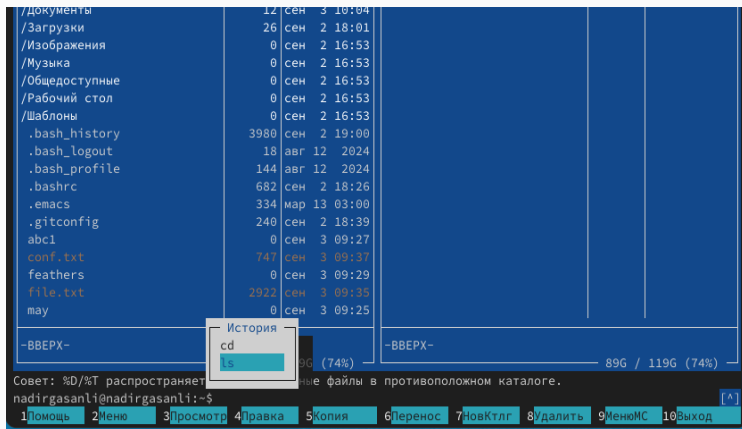 /Документы 12 сен 3 10:04
/Загрузки 26 сен 2 18:01
/Изображения 0 сен 2 16:53
/Музыка 0 сен 2 16:53
/Общедоступные 0 сен 2 16:53
/Рабочий стол 0 сен 2 16:53
/Шаблоны 0 сен 2 16:53
.bash_history 3980 сен 2 19:00
.bash_logout 18 авг 12 2024
.bash_profile 144 авг 12 2024
.bashrc 682 сен 2 18:26
.emacs 334 мар 13 03:00
.gitconfig 240 сен 2 18:39
abc1 0 сен 3 09:27
conf.txt 747 сен 3 09:37
feathers 0 сен 3 09:29
file.txt 2922 сен 3 09:35
may 0 сен 3 09:25
История
-ВВЕРХ- cd -ВВЕРХ-
ls 9G (74%) 89G / 119G (74%)
Совет: %D/%T распространяет ные файлы в противоположном каталоге.
nadirgasanli@nadirgasanli:~$ [^]
1Помощь 2Меню 3Просмотр 4Правка 5Копия 6Перенос 7НовКтлг 8Удалить 9МенюМС 10Выход